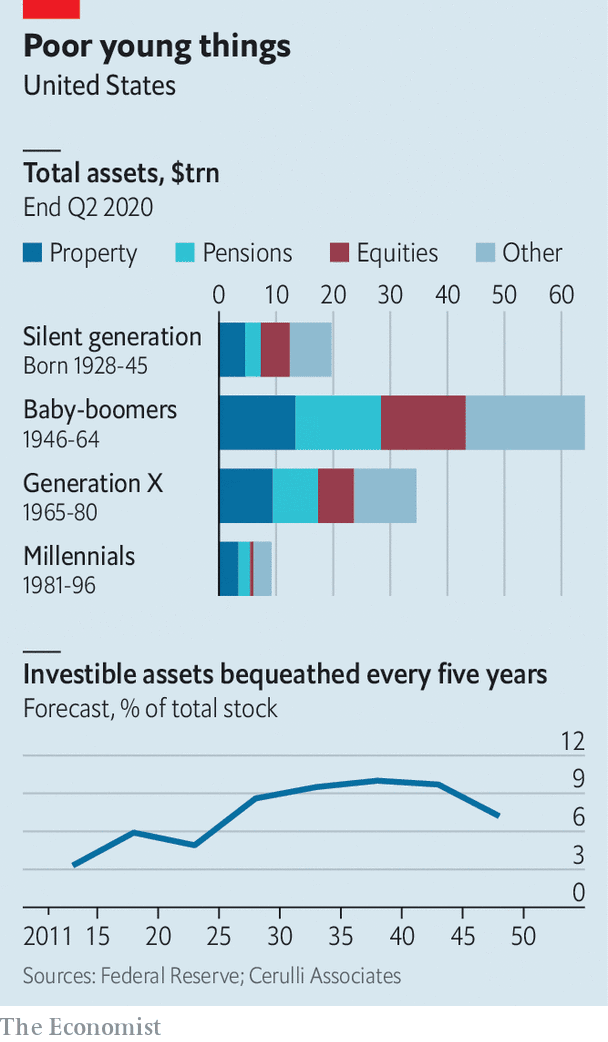 Poor young things
United States
Total assets, $trn
End Q2 2020
Property Pensions Equities Other
0 10 20 30 40 50 60
Silent generation
Born 1928-45
Baby-boomers
1946-64
Generation X
1965-80
Millennials
1981-96
Investible assets bequeathed every five years
Forecast, % of total stock
12
9
6
3
0
2011 15 20 25 30 35 40 45 50
Sources: Federal Reserve; Cerulli Associates
The Economist